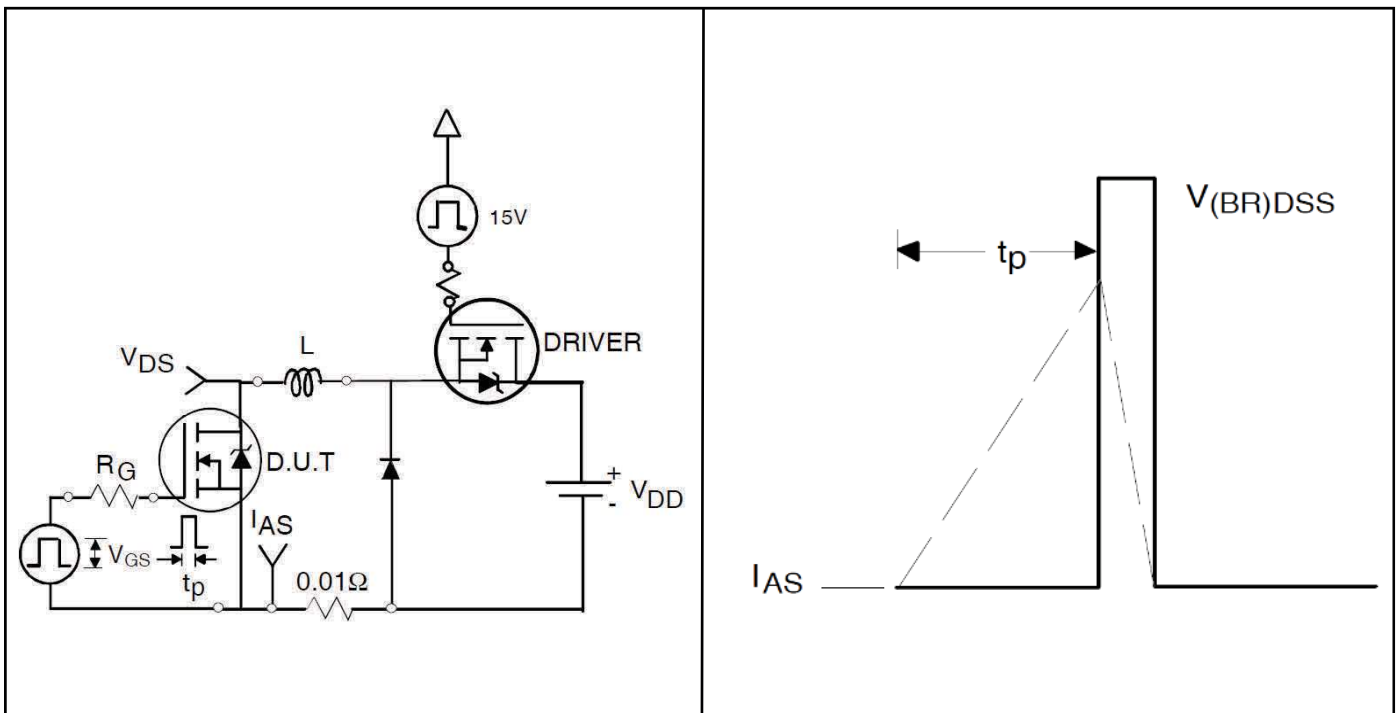 15V
DRIVER
L
VDS
D.U.T
RG
+
VDD
-
IAS
VGS
tp
0.01Ω
V(BR)DSS
tp
IAS